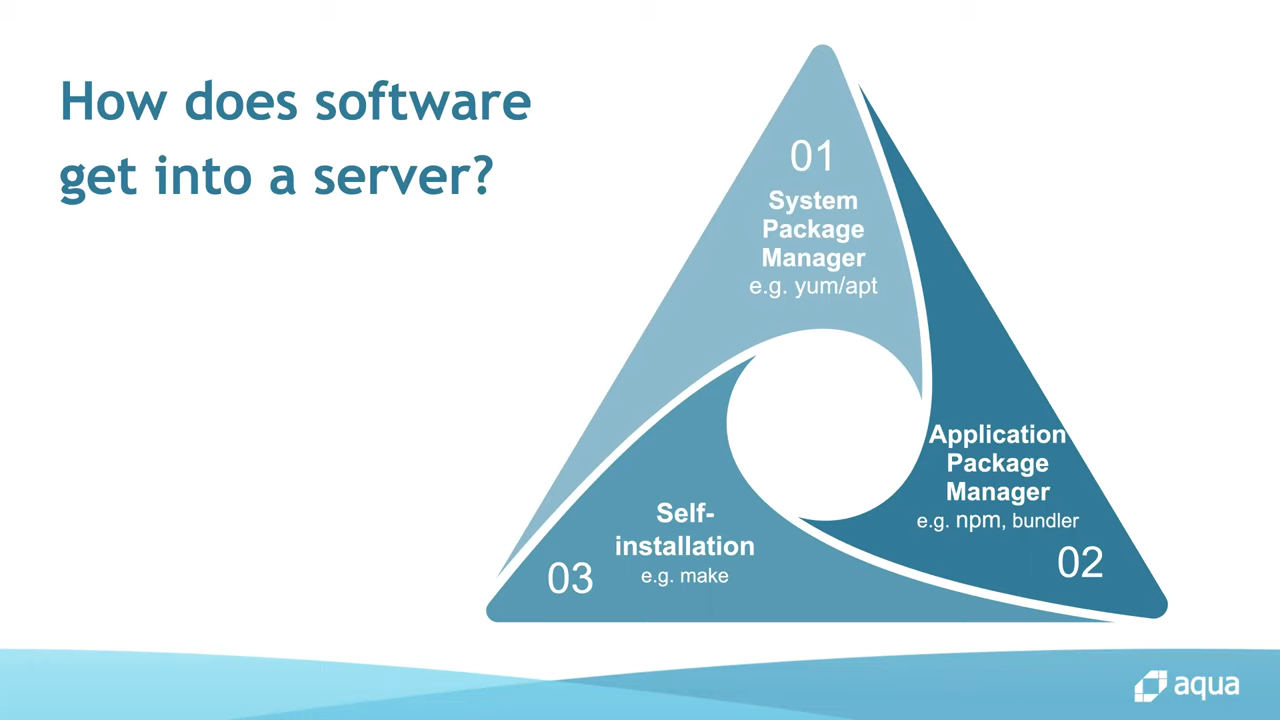 How does software
get into a server?
01
System
Package
Manager
e.g. yum/apt
Application
Package
Manager
e.g. npm, bundler
02
Self-
installation
e.g. make
03
aqua